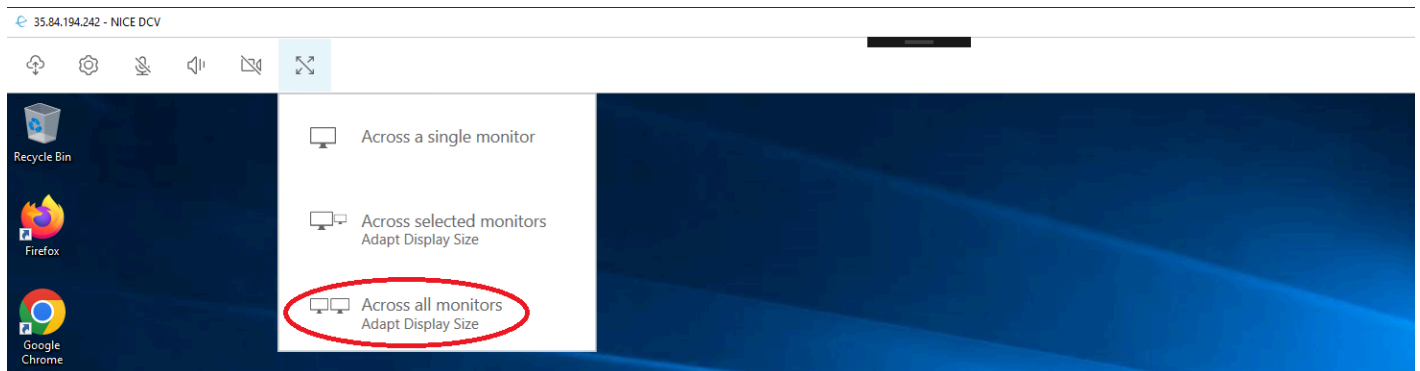 35.84.194.242 - NICE DCV
Across a single monitor
Recycle Bin
Across selected monitors
Adapt Display Size
Firefox
Across all monitors
Adapt Display Size
Google
Chrome